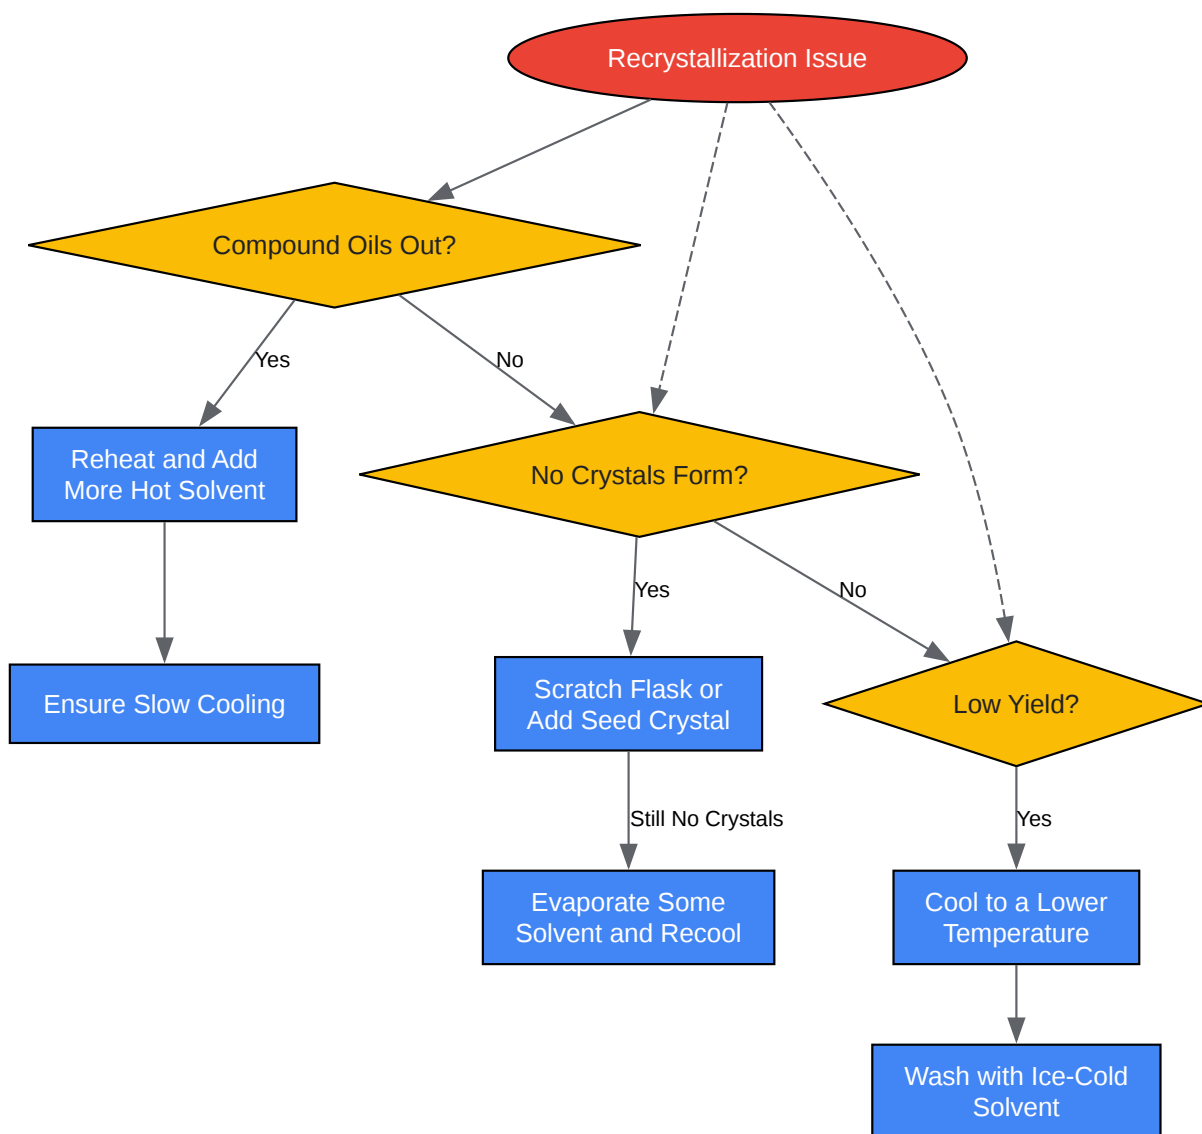 Recrystallization Issue
Compound Oils Out?
Yes
No
Reheat and Add
More Hot Solvent
No Crystals Form?
Yes
No
Ensure Slow Cooling
Scratch Flask or
Add Seed Crystal
Low Yield?
Still No Crystals
Yes
Evaporate Some
Solvent and Recool
Cool to a Lower
Temperature
Wash with Ice-Cold
Solvent